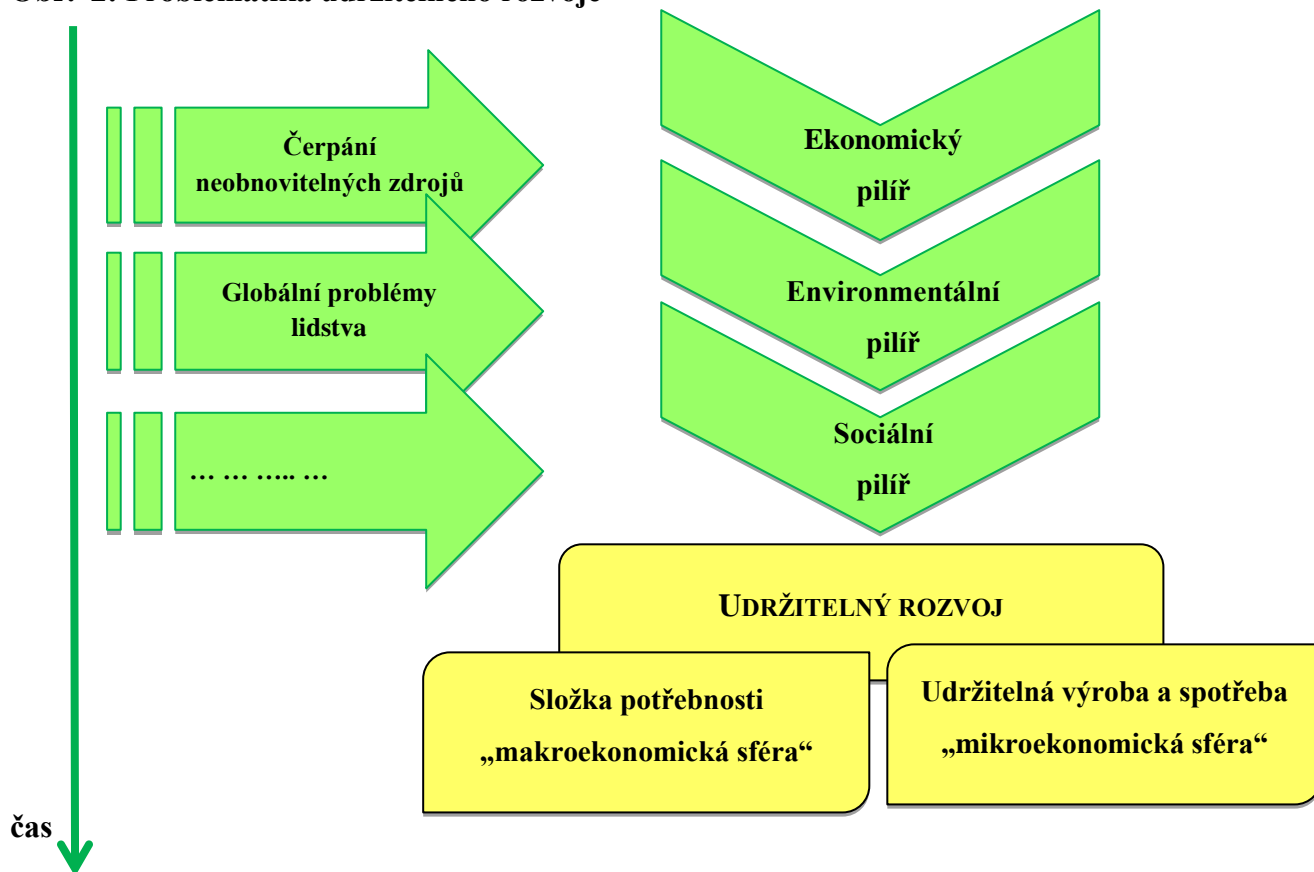 Čerpání
neobnovitelných zdrojů
Globální problémy
lidstva
… … ….. …
Ekonomický
pilíř
Environmentální
pilíř
Sociální
pilíř
UDRŽITELNÝ ROZVOJ
Složka potřebnosti
„makroekonomická sféra“
Udržitelná výroba a spotřeba
„mikroekonomická sféra“
čas